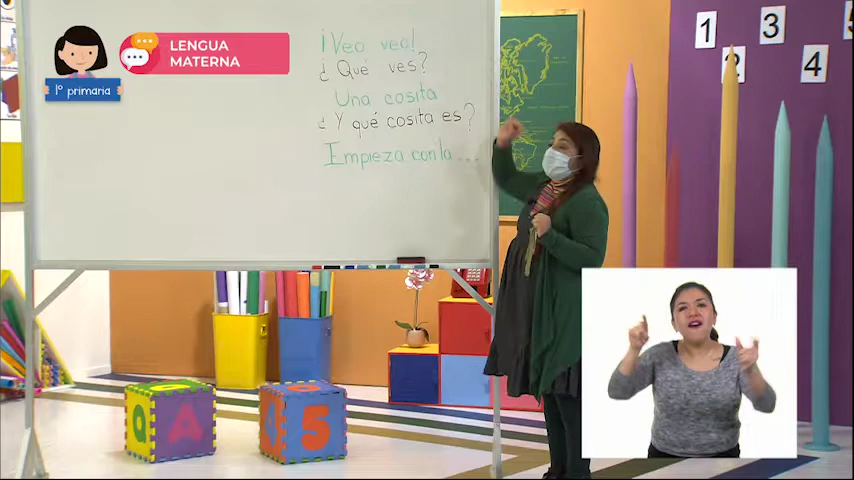 LENGUA
MATERNA
1° primaria
¡Veo veo!
¿Qué ves?
Una cosita
¿Y qué cosita es?
Empieza con la ...
1
2
3
4
5
A
5